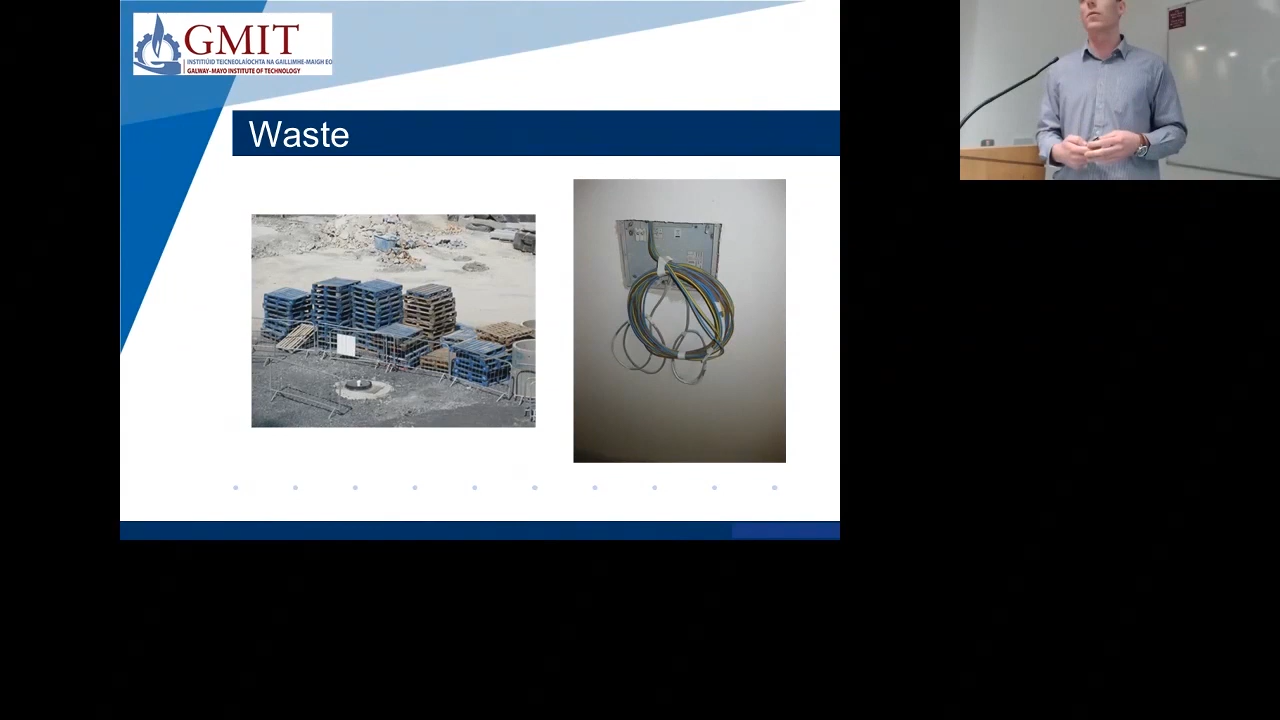 GMIT
INSTITIÚID TEICNEOLAÍOCHTA NA GAILLIMHE-MAIGH EO
GALWAY-MAYO INSTITUTE OF TECHNOLOGY
Waste